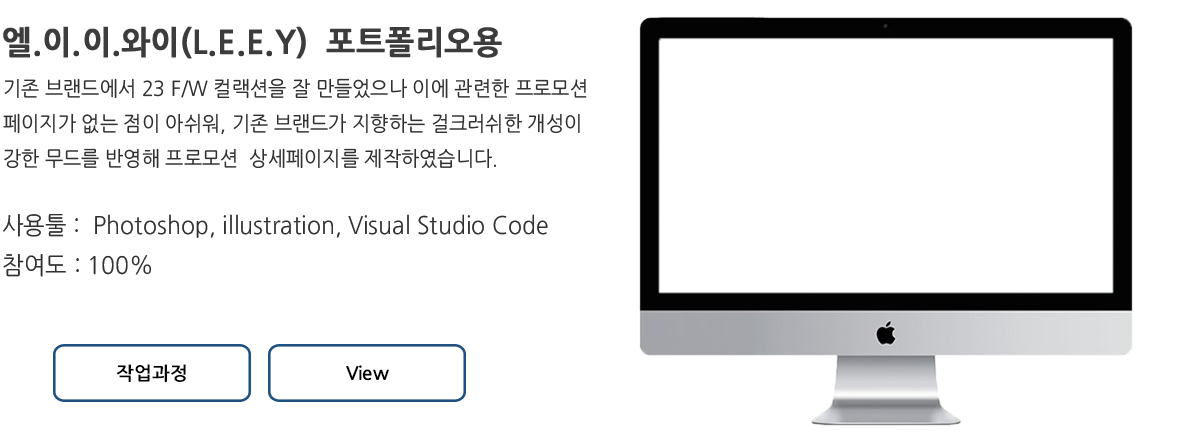 엘.이.이.와이(L.E.E.Y) 포트폴리오용
기존 브랜드에서 23 F/W 컬랙션을 잘 만들었으나 이에 관련한 프로모션
페이지가 없는 점이 아쉬워, 기존 브랜드가 지향하는 걸크러쉬한 개성이
강한 무드를 반영해 프로모션 상세페이지를 제작하였습니다.
사용툴 : Photoshop, illustration, Visual Studio Code
참여도 : 100%
작업과정
View